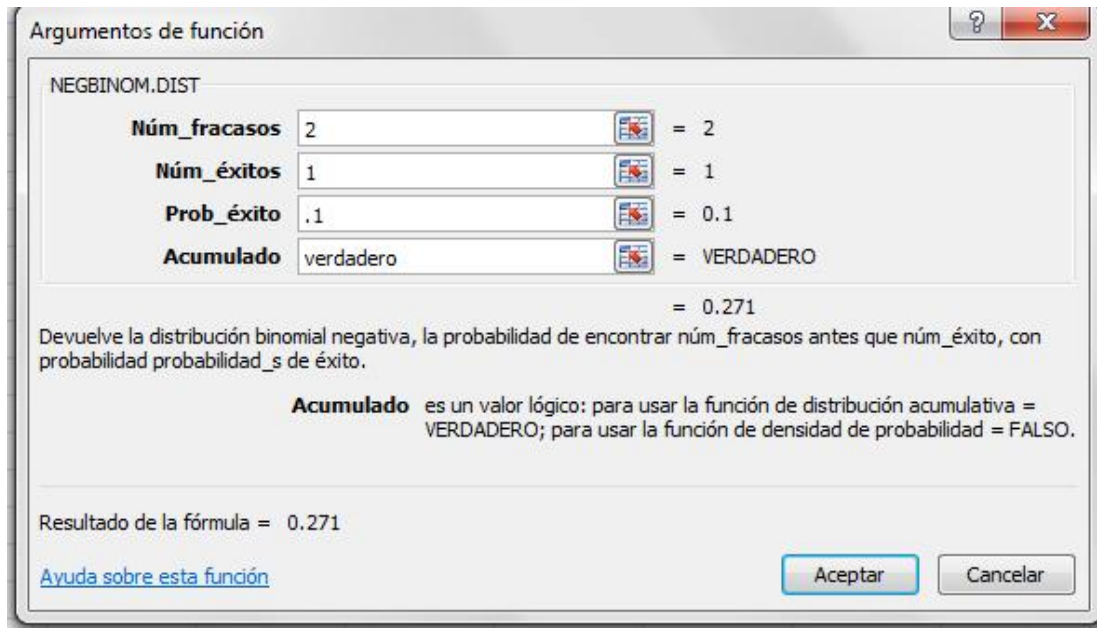 Argumentos de función
NEGBINOM.DIST
Núm_fracasos 2 = 2
Núm_éxitos 1 = 1
Prob_éxito .1 = 0.1
Acumulado verdadero = VERDADERO
= 0.271
Devuelve la distribución binomial negativa, la probabilidad de encontrar núm_fracasos antes que núm_éxito, con
probabilidad probabilidad_s de éxito.
Acumulado es un valor lógico: para usar la función de distribución acumulativa =
VERDADERO; para usar la función de densidad de probabilidad = FALSO.
Resultado de la fórmula = 0.271
Ayuda sobre esta función Aceptar Cancelar